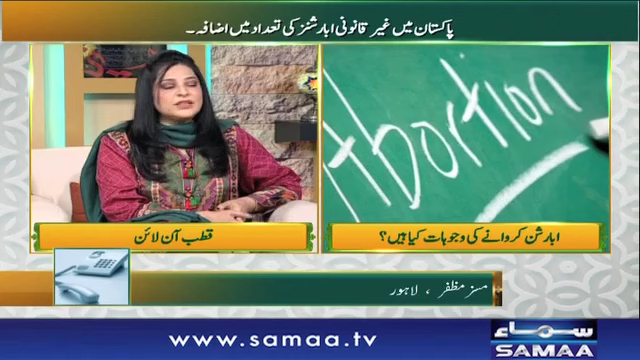 پاکستان میں غیر قانونی ابارشنز کی تعداد میں اضافہ۔
Abortion
ابارشن کروانے کی وجوہات کیا ہیں؟
قطب آن لائن
مسز مظفر ، لاہور
www.samaa.tv
سماء
SAMAA